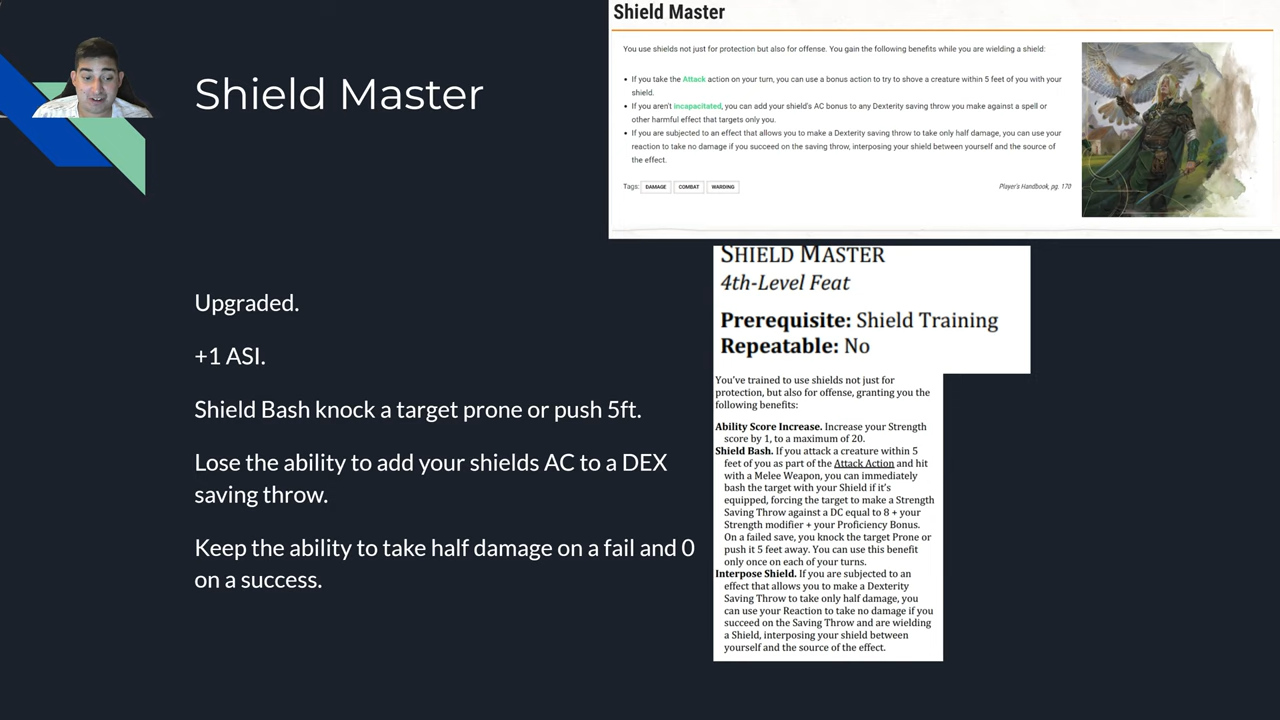 Shield Master
Upgraded.
+1 ASI.
Shield Bash knock a target prone or push 5ft.
Lose the ability to add your shields AC to a DEX
saving throw.
Keep the ability to take half damage on a fail and 0
on a success.
Shield Master
You use shields not just for protection but also for offense. You gain the following benefits while you are wielding a shield:
• If you take the Attack action on your turn, you can use a bonus action to try to shove a creature within 5 feet of you with your
shield.
• If you aren't incapacitated, you can add your shield's AC bonus to any Dexterity saving throw you make against a spell or
other harmful effect that targets only you.
• If you are subjected to an effect that allows you to make a Dexterity saving throw to take only half damage, you can use your
reaction to take no damage if you succeed on the saving throw, interposing your shield between yourself and the source of
the effect.
Tags: DAMAGE COMBAT WARDING
Player's Handbook, pg. 170
SHIELD MASTER
4th-Level Feat
Prerequisite: Shield Training
Repeatable: No
You've trained to use shields not just for
protection, but also for offense, granting you the
following benefits:
Ability Score Increase. Increase your Strength
score by 1, to a maximum of 20.
Shield Bash. If you attack a creature within 5
feet of you as part of the Attack Action and hit
with a Melee Weapon, you can immediately
bash the target with your Shield if it's
equipped, forcing the target to make a Strength
Saving Throw against a DC equal to 8 + your
Strength modifier + your Proficiency Bonus.
On a failed save, you knock the target Prone or
push it 5 feet away. You can use this benefit
only once on each of your turns.
Interpose Shield. If you are subjected to an
effect that allows you to make a Dexterity
Saving Throw to take only half damage, you
can use your Reaction to take no damage if you
succeed on the Saving Throw and are wielding
a Shield, interposing your shield between
yourself and the source of the effect.